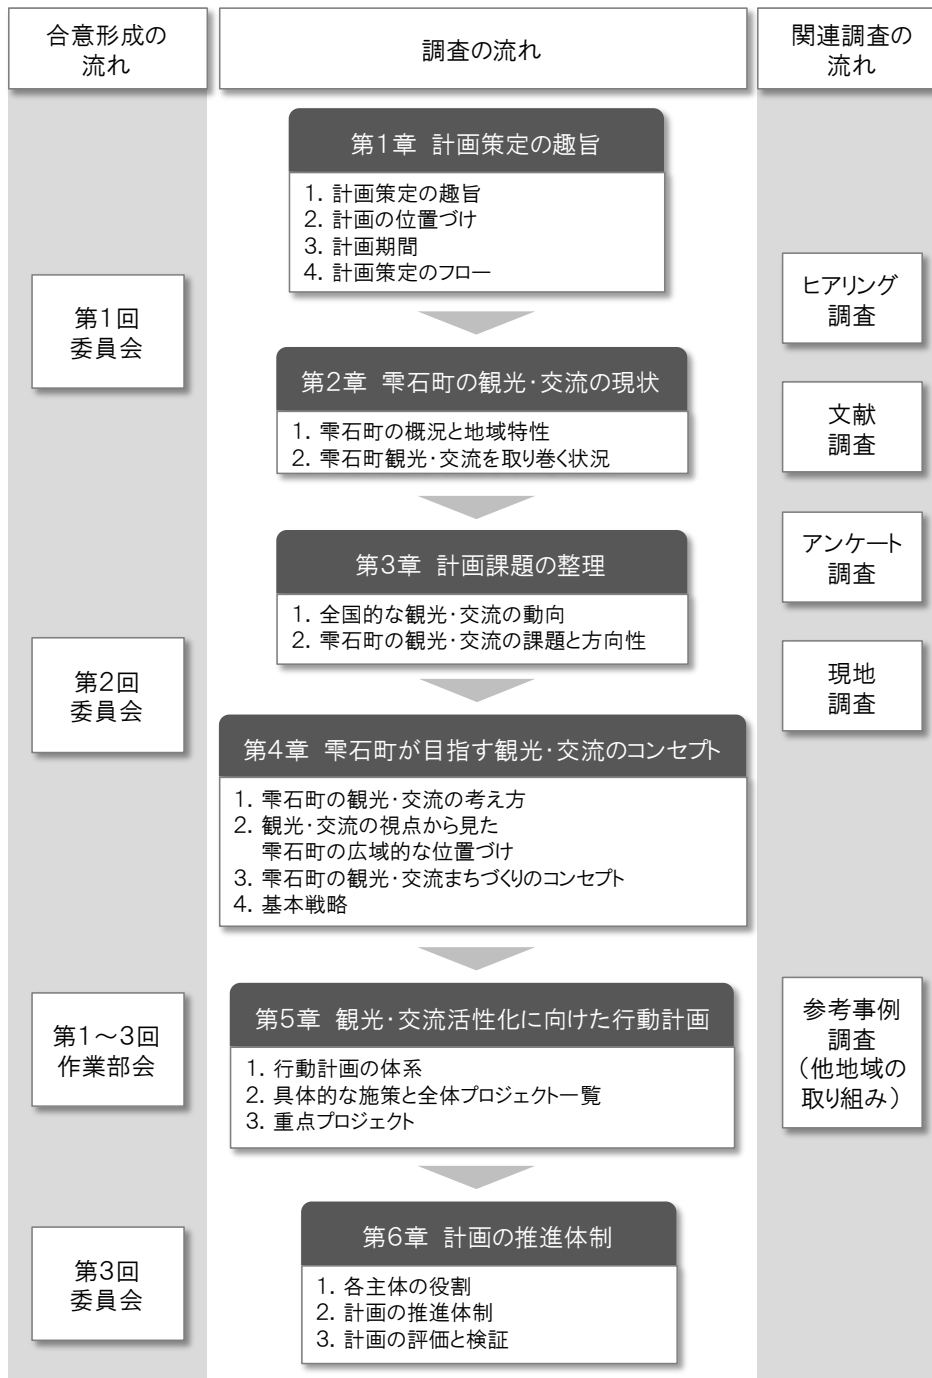 合意形成の
流れ
調査の流れ
関連調査の
流れ
第1章 計画策定の趣旨
1. 計画策定の趣旨
2. 計画の位置づけ
3. 計画期間
4. 計画策定のフロー
第1回
委員会
ヒアリング
調査
第2章 雫石町の観光・交流の現状
1. 雫石町の概況と地域特性
2. 雫石町観光・交流を取り巻く状況
文献
調査
第3章 計画課題の整理
1. 全国的な観光・交流の動向
2. 雫石町の観光・交流の課題と方向性
アンケート
調査
第2回
委員会
現地
調査
第4章 雫石町が目指す観光・交流のコンセプト
1. 雫石町の観光・交流の考え方
2. 観光・交流の視点から見た
雫石町の広域的な位置づけ
3. 雫石町の観光・交流まちづくりのコンセプト
4. 基本戦略
第1～3回
作業部会
第5章 観光・交流活性化に向けた行動計画
1. 行動計画の体系
2. 具体的な施策と全体プロジェクト一覧
3. 重点プロジェクト
参考事例
調査
（他地域の
取り組み）
第6章 計画の推進体制
1. 各主体の役割
2. 計画の推進体制
3. 計画の評価と検証
第3回
委員会